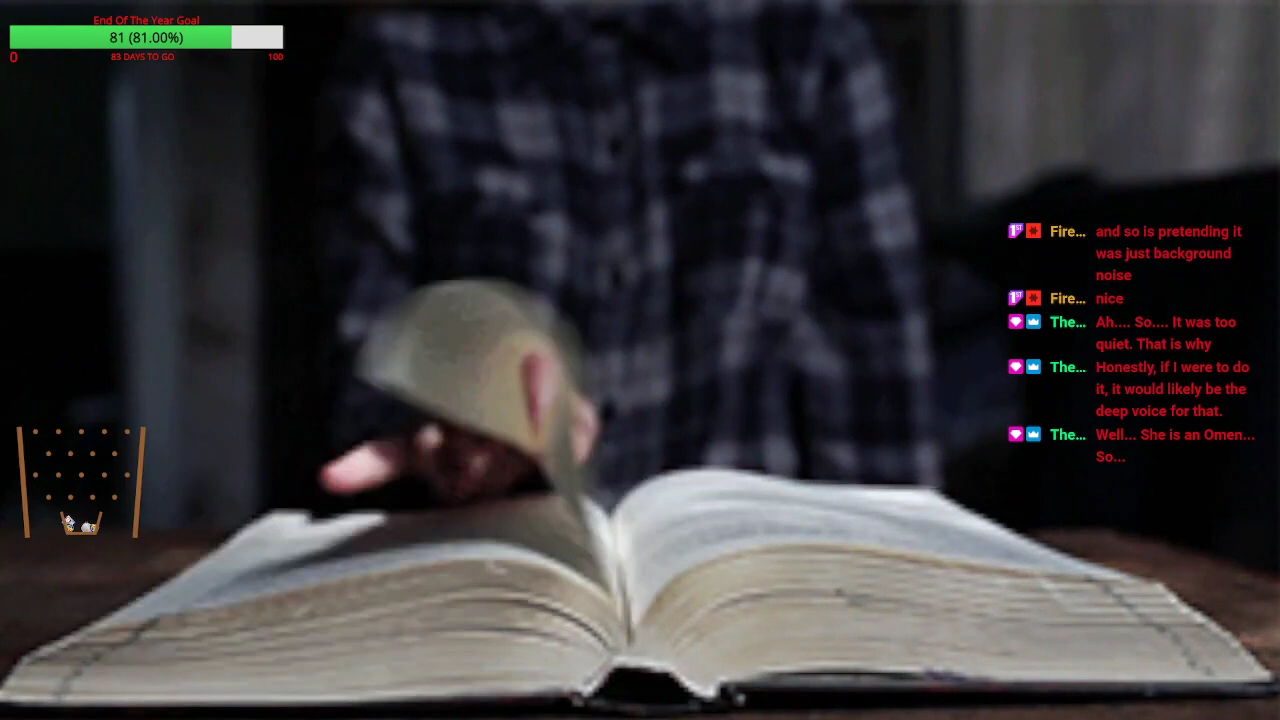 End Of The Year Goal
81 (81.00%)
0
83 DAYS TO GO
100
1ST Fire... and so is pretending it
was just background
noise
1ST Fire... nice
The... Ah.... So.... It was too
quiet. That is why
The... Honestly, if I were to do
it, it would likely be the
deep voice for that.
The... Well... She is an Omen...
So...